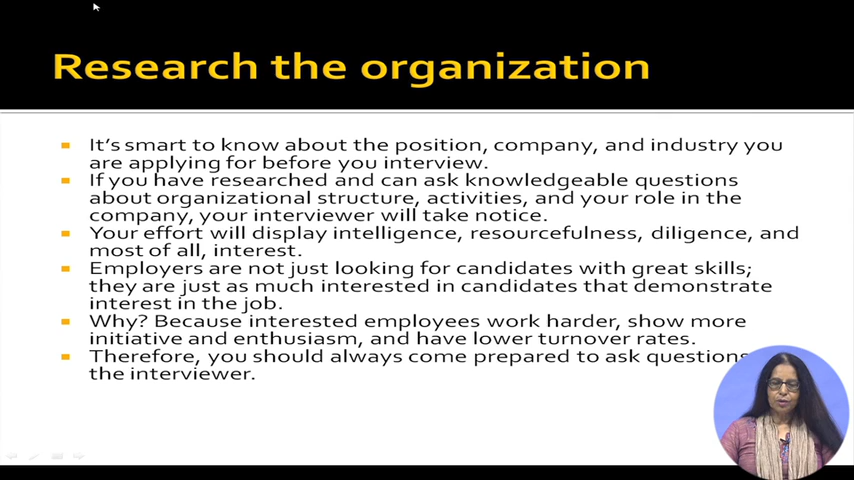 Research the organization
It's smart to know about the position, company, and industry you
are applying for before you interview.
If you have researched and can ask knowledgeable questions
about organizational structure, activities, and your role in the
company, your interviewer will take notice.
Your effort will display intelligence, resourcefulness, diligence, and
most of all, interest.
Employers are not just looking for candidates with great skills;
they are just as much interested in candidates that demonstrate
interest in the job.
Why? Because interested employees work harder, show more
initiative and enthusiasm, and have lower turnover rates.
Therefore, you should always come prepared to ask questions
the interviewer.